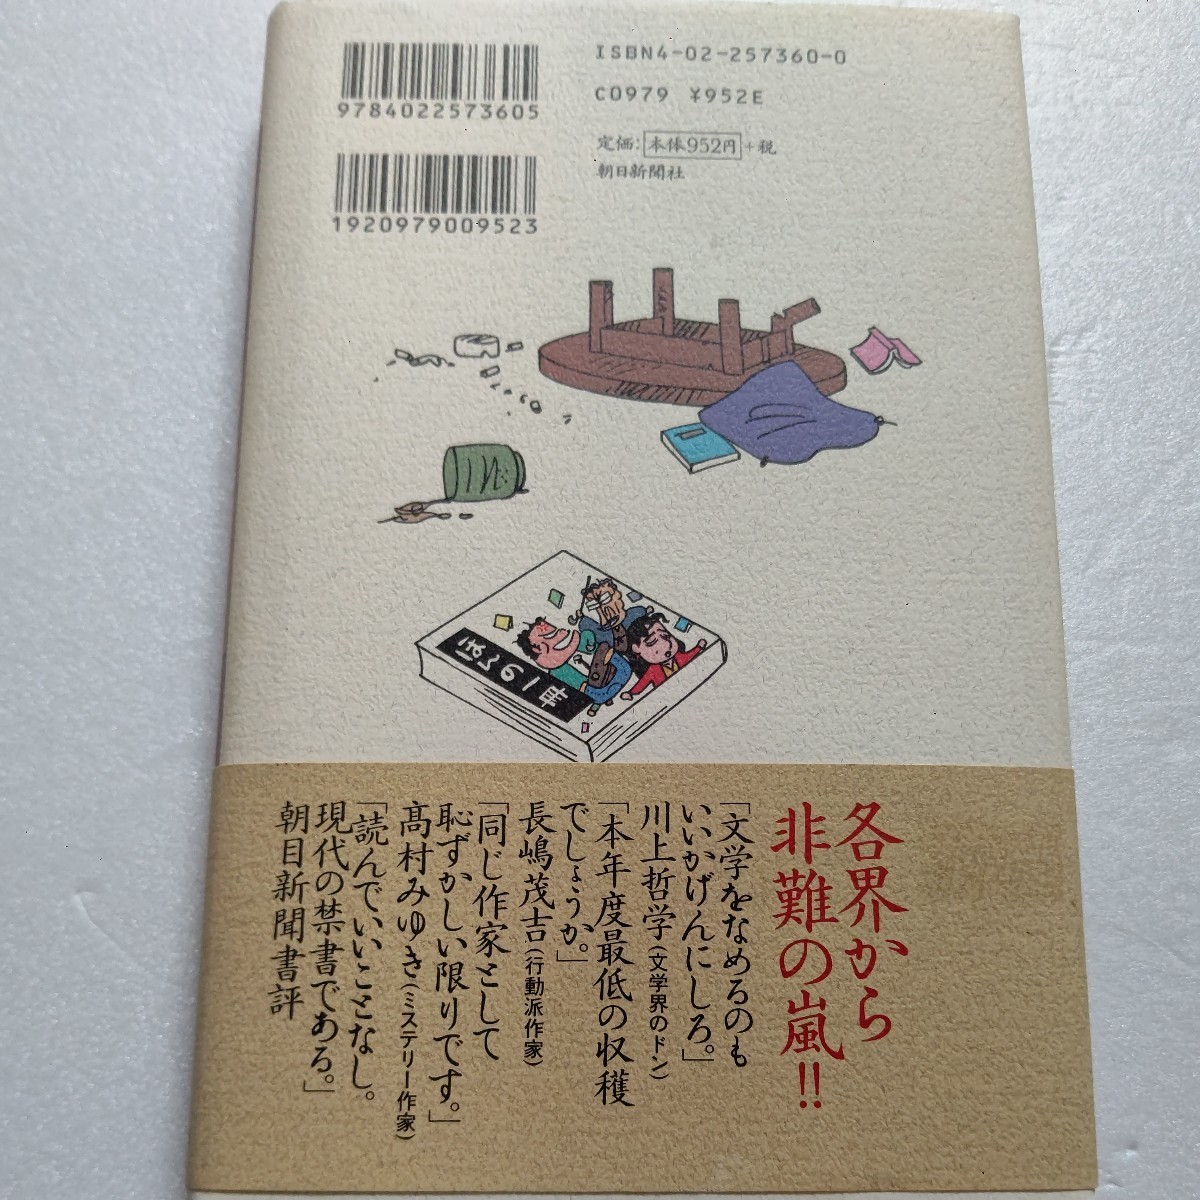 ISBN4-02-257360-0
9784022573605
C0979 ¥952E
定価：本体952円＋税
朝日新聞社
1920979009523
ほんの一冊
各界から
非難の嵐!!
「文学をなめるのも
いいかげんにしろ。」
川上哲学（文学界のドン）
「本年度最低の収穫
でしょうか。」
長嶋茂吉（行動派作家）
「同じ作家として
恥ずかしい限りです。」
髙村みゆき（ミステリー作家）
「読んでいいことなし。
現代の禁書である。」
朝日新聞書評